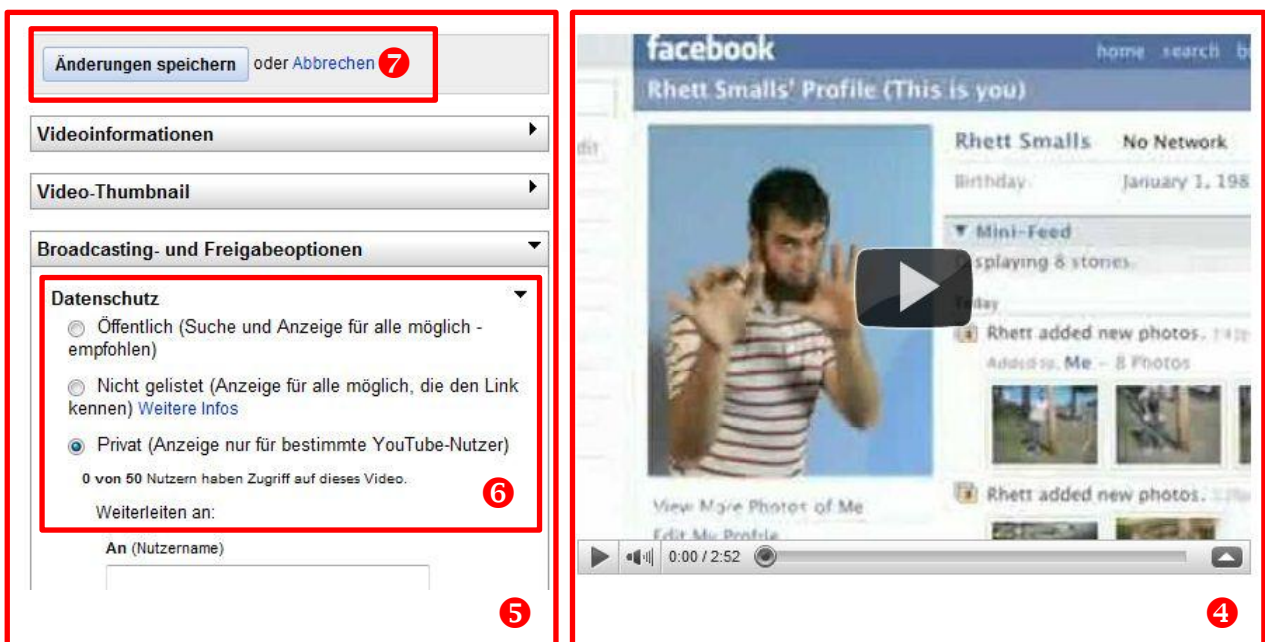 Änderungen speichern oder Abbrechen 7
Videoinformationen
Video-Thumbnail
Broadcasting- und Freigabeoptionen
Datenschutz
Öffentlich (Suche und Anzeige für alle möglich -
empfohlen)
Nicht gelistet (Anzeige für alle möglich, die den Link
kennen) Weitere Infos
Privat (Anzeige nur für bestimmte YouTube-Nutzer)
0 von 50 Nutzern haben Zugriff auf dieses Video.
6
Weiterleiten an:
An (Nutzername)
5
facebook
home search
Rhett Smalls' Profile (This is you)
Rhett Smalls No Network
Birthday: January 1, 198
Mini-Feed
splaying 8 stories.
Today
Rhett added new photos.
Added to: Me - 8 Photos
Rhett added new photos.
View More Photos of Me
Edit My Profile
0:00 / 2:52
4